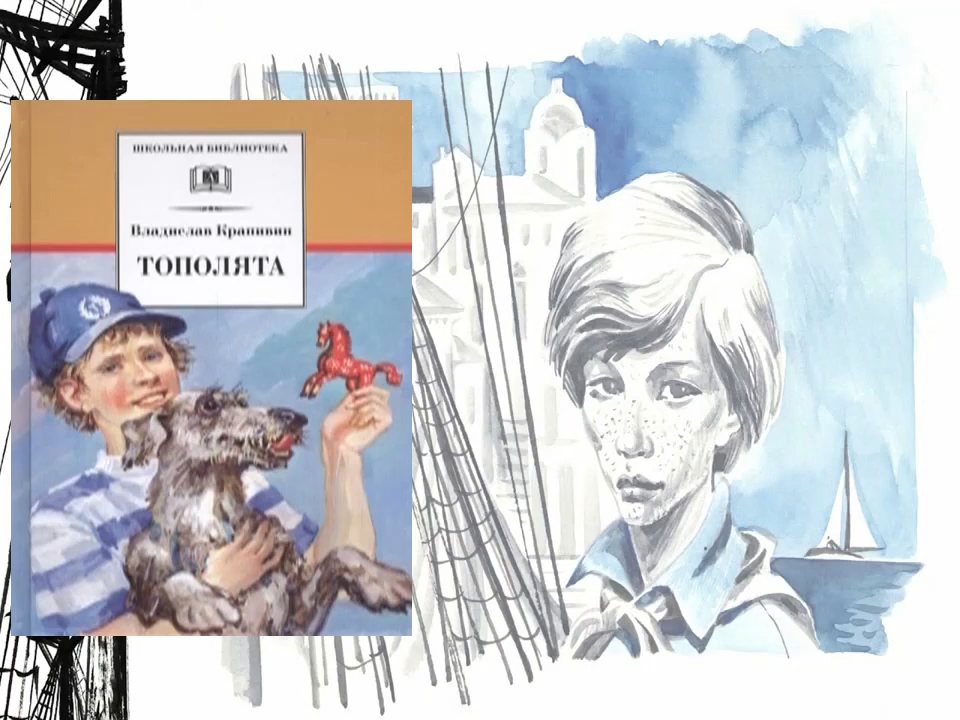 ШКОЛЬНАЯ БИБЛИОТЕКА
Владислав Крапивин
ТОПОЛЯТА